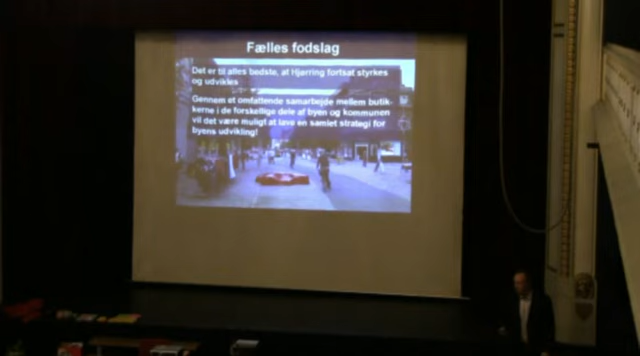 Fælles fodslag
Det er til alles bedste, at Hjørring fortsat styrkes
og udvikles
Gennem et omfattende samarbejde mellem butik-
kerne i de forskellige dele af byen og kommunen
vil det være muligt at lave en samlet strategi for
byens udvikling!